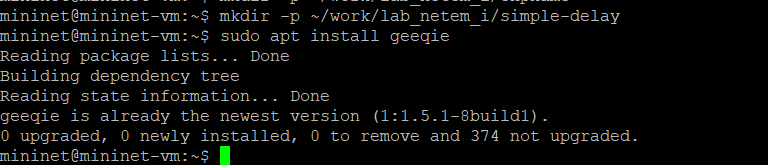 mininet@mininet-vm:~$ mkdir -p ~/work/lab_netem_i/simple-delay
mininet@mininet-vm:~$ sudo apt install geeqie
Reading package lists... Done
Building dependency tree
Reading state information... Done
geeqie is already the newest version (1:1.5.1-8build1).
0 upgraded, 0 newly installed, 0 to remove and 374 not upgraded.
mininet@mininet-vm:~$